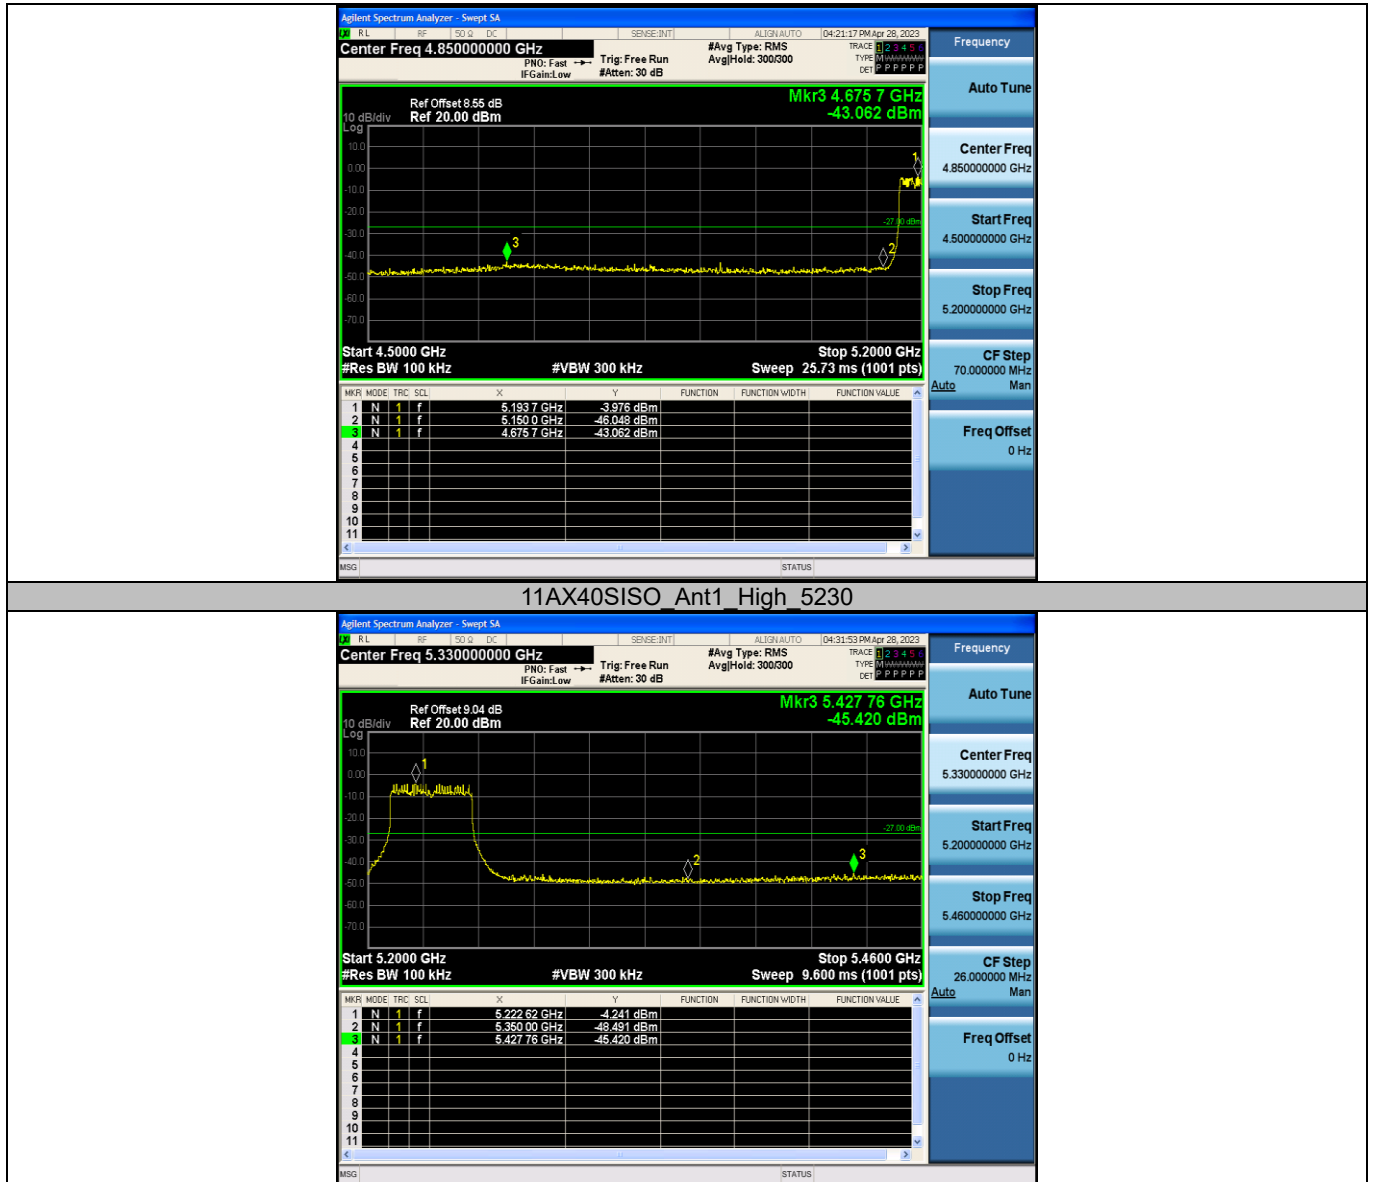 Agilent Spectrum Analyzer - Swept SA
RL RF 50 Ω DC SENSE:INT ALIGN AUTO 04:21:17 PM Apr 28, 2023
Center Freq 4.850000000 GHz
PNO: Fast
IFGain:Low
Trig: Free Run
#Atten: 30 dB
#Avg Type: RMS
Avg|Hold: 300/300
TRACE 1 2 3 4 5 6
TYPE M WWWWW
DET P P P P P P
Mkr3 4.675 7 GHz
-43.062 dBm
Ref Offset 8.55 dB
10 dB/div Ref 20.00 dBm
Log
10.0
0.00
-10.0
-20.0
-30.0
-40.0
-50.0
-60.0
-70.0
-27.00 dBm
1
2
3
Start 4.5000 GHz Stop 5.2000 GHz
#Res BW 100 kHz #VBW 300 kHz Sweep 25.73 ms (1001 pts)
MKR MODE TRC SCL X Y FUNCTION FUNCTION WIDTH FUNCTION VALUE
1 N 1 f 5.193 7 GHz -3.976 dBm
2 N 1 f 5.150 0 GHz -46.048 dBm
3 N 1 f 4.675 7 GHz -43.062 dBm
4
5
6
7
8
9
10
11
MSG STATUS
Frequency
Auto Tune
Center Freq
4.850000000 GHz
Start Freq
4.500000000 GHz
Stop Freq
5.200000000 GHz
CF Step
70.000000 MHz
Auto Man
Freq Offset
0 Hz
11AX40SISO_Ant1_High_5230
Agilent Spectrum Analyzer - Swept SA
RL RF 50 Ω DC SENSE:INT ALIGN AUTO 04:31:53 PM Apr 28, 2023
Center Freq 5.330000000 GHz
PNO: Fast
IFGain:Low
Trig: Free Run
#Atten: 30 dB
#Avg Type: RMS
Avg|Hold: 300/300
TRACE 1 2 3 4 5 6
TYPE M WWWWW
DET P P P P P P
Mkr3 5.427 76 GHz
-45.420 dBm
Ref Offset 9.04 dB
10 dB/div Ref 20.00 dBm
Log
10.0
0.00
-10.0
-20.0
-30.0
-40.0
-50.0
-60.0
-70.0
-27.00 dBm
1
2
3
Start 5.2000 GHz Stop 5.4600 GHz
#Res BW 100 kHz #VBW 300 kHz Sweep 9.600 ms (1001 pts)
MKR MODE TRC SCL X Y FUNCTION FUNCTION WIDTH FUNCTION VALUE
1 N 1 f 5.222 62 GHz -4.241 dBm
2 N 1 f 5.350 00 GHz -48.491 dBm
3 N 1 f 5.427 76 GHz -45.420 dBm
4
5
6
7
8
9
10
11
MSG STATUS
Frequency
Auto Tune
Center Freq
5.330000000 GHz
Start Freq
5.200000000 GHz
Stop Freq
5.460000000 GHz
CF Step
26.000000 MHz
Auto Man
Freq Offset
0 Hz